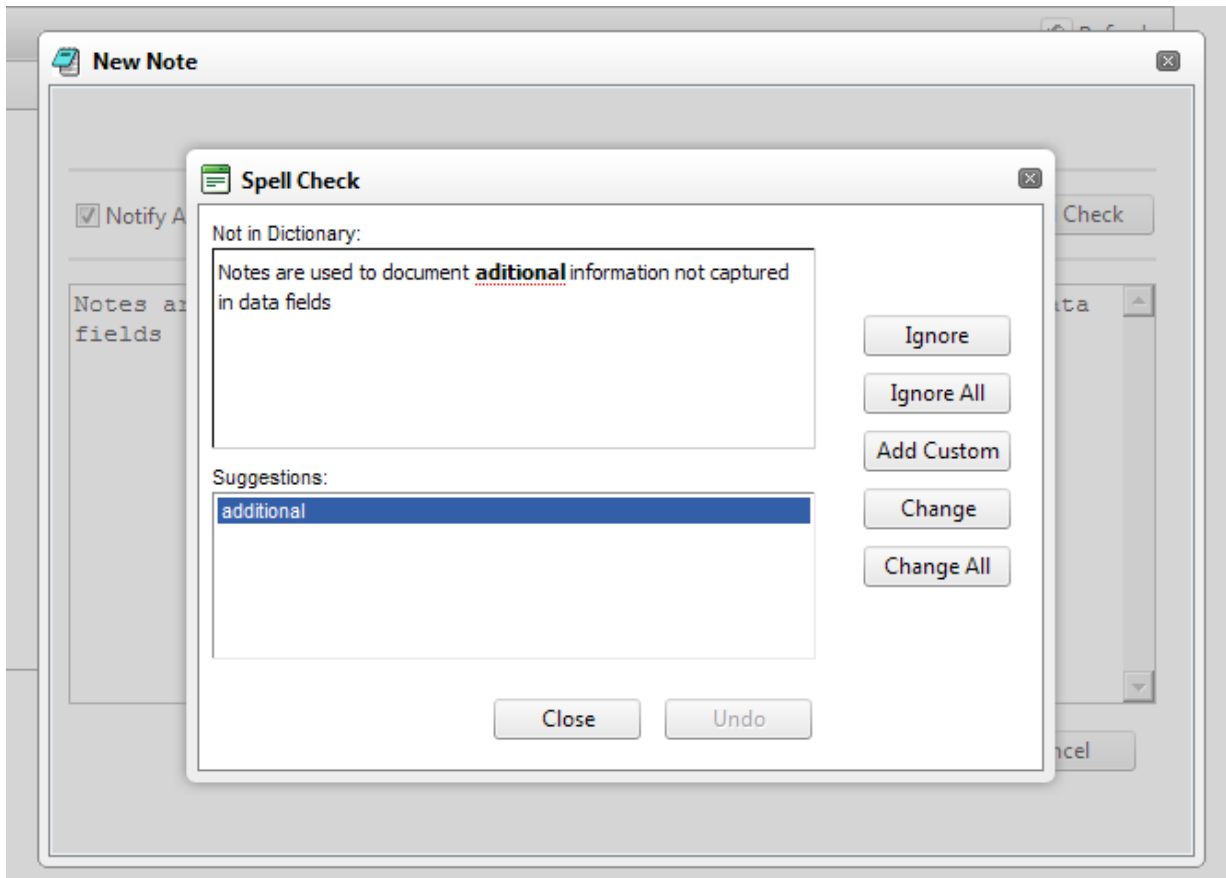 New Note
Spell Check
Notify A
Check
Not in Dictionary:
Notes are used to document aditional information not captured
in data fields
Notes ar
ta
fields
Ignore
Ignore All
Add Custom
Change
Change All
Suggestions:
additional
Close
Undo
ncel